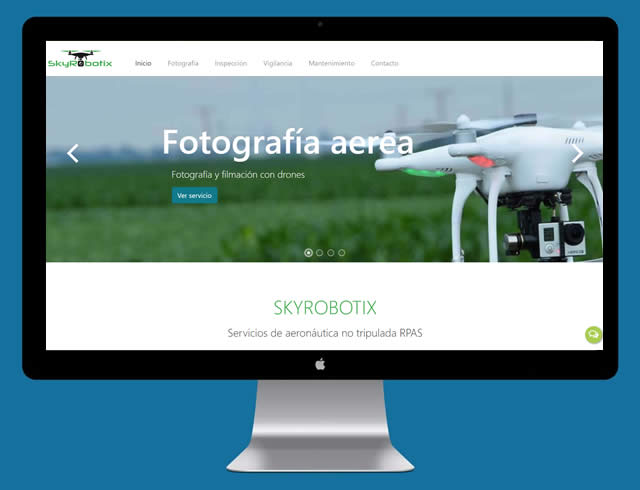 SkyRobotix
Inicio Fotografía Inspección Vigilancia Mantenimiento Contacto
Fotografía aerea
Fotografía y filmación con drones
Ver servicio
SKYROBOTIX
Servicios de aeronáutica no tripulada RPAS